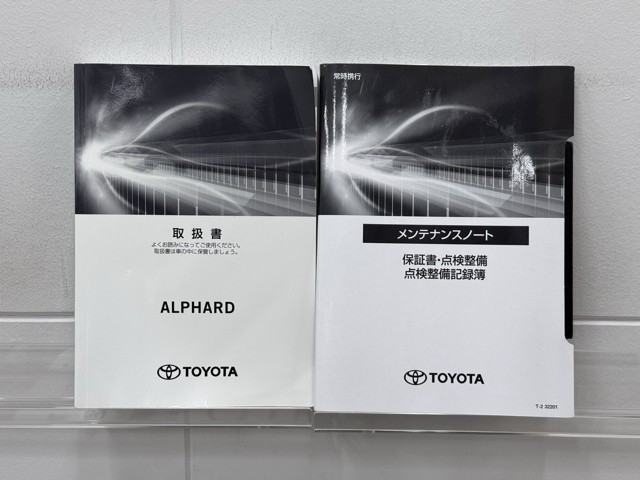 取扱書
よくお読みになってご使用ください。
取扱書は車の中に保管しましょう。
ALPHARD
TOYOTA
常時携行
メンテナンスノート
保証書・点検整備
点検整備記録簿
TOYOTA
T-2 32201